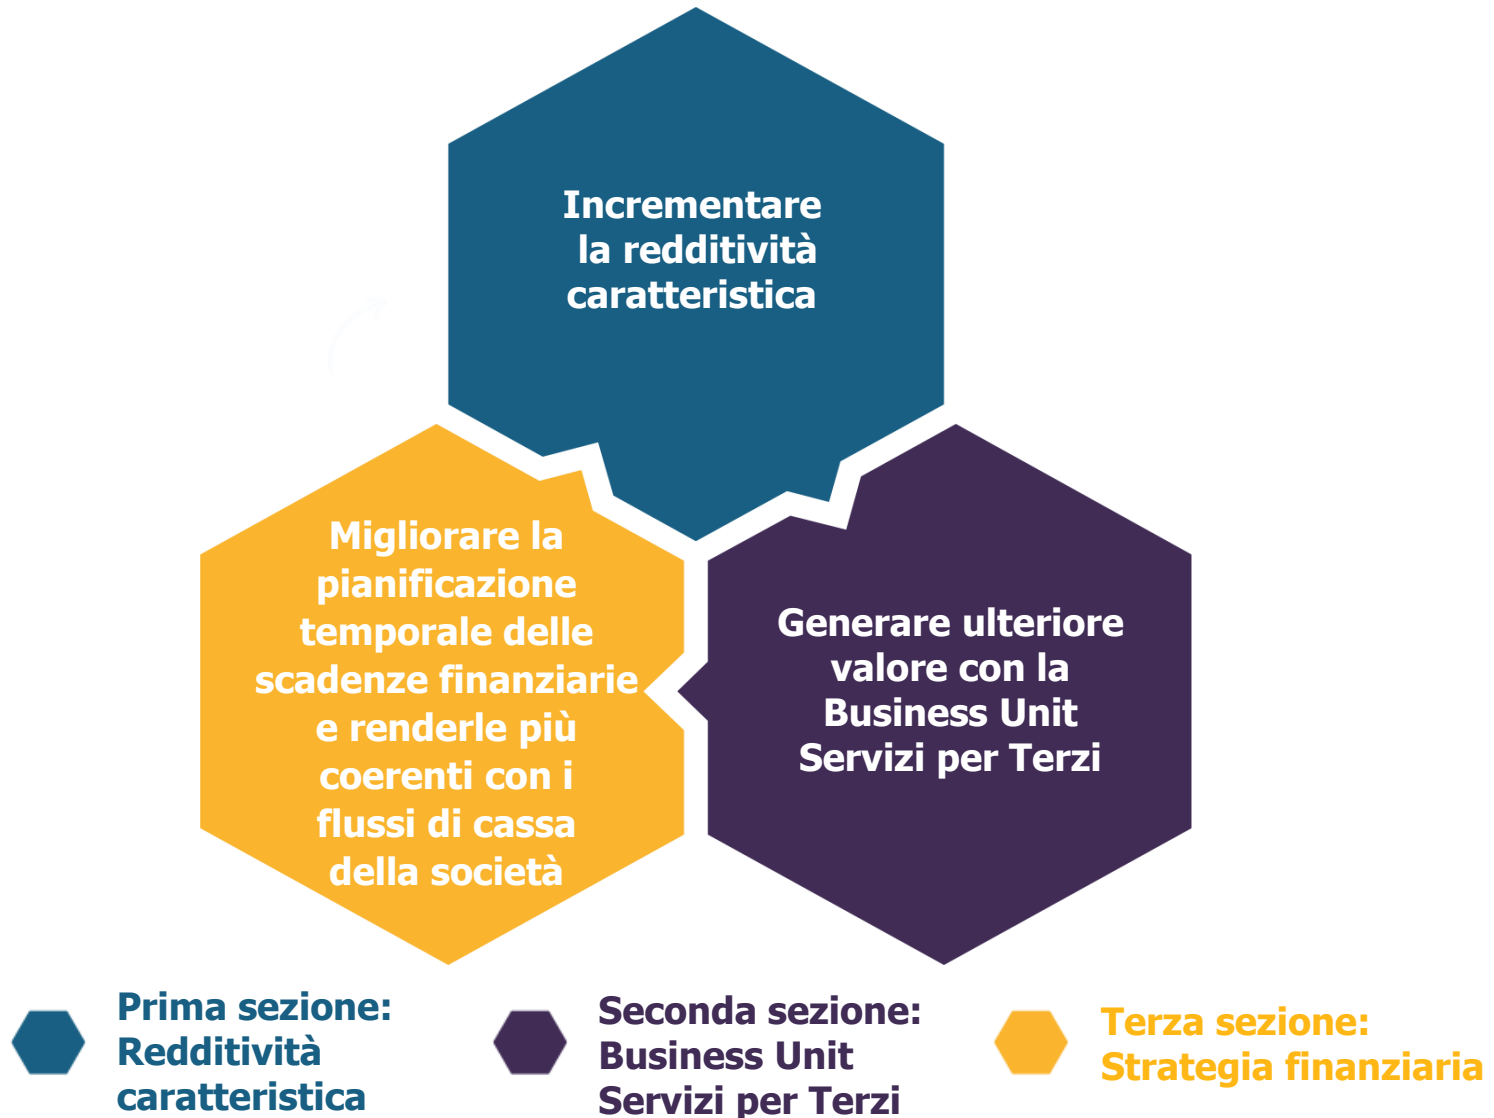 Incrementare
la redditività
caratteristica
Migliorare la
pianificazione
temporale delle
scadenze finanziarie
e renderle più
coerenti con i
flussi di cassa
della società
Generare ulteriore
valore con la
Business Unit
Servizi per Terzi
Prima sezione:
Redditività
caratteristica
Seconda sezione:
Business Unit
Servizi per Terzi
Terza sezione:
Strategia finanziaria